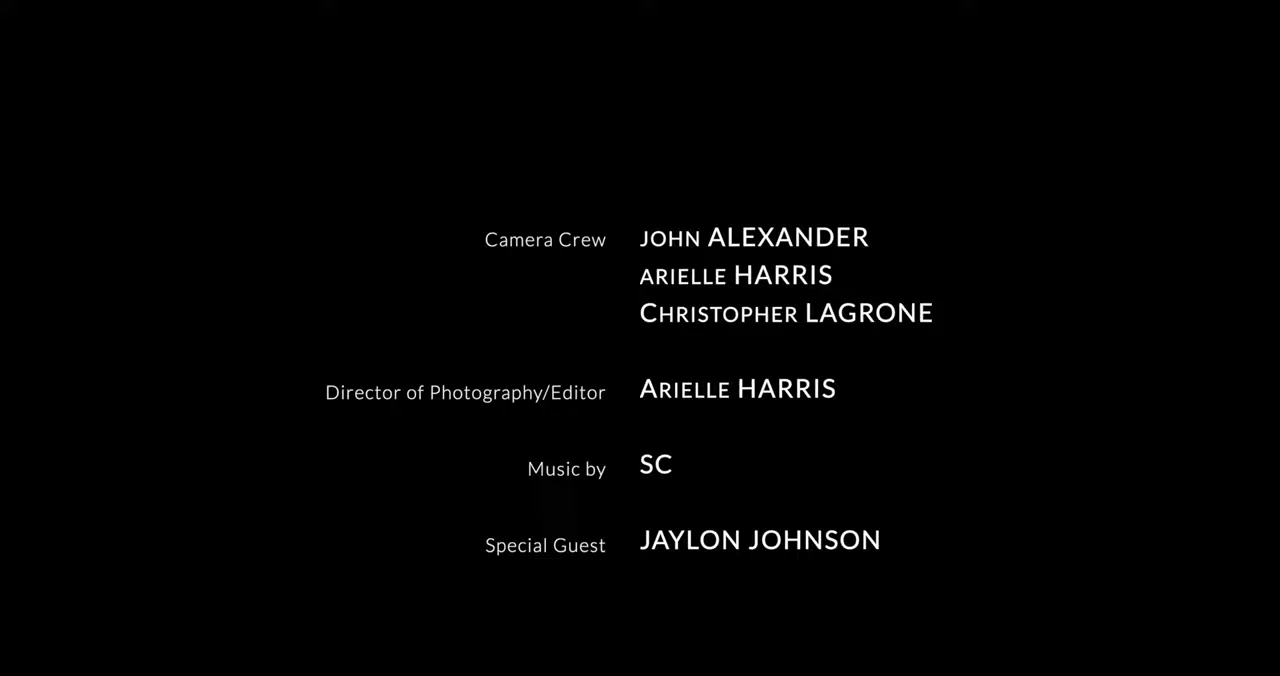 Camera Crew JOHN ALEXANDER
ARIELLE HARRIS
CHRISTOPHER LAGRONE
Director of Photography/Editor ARIELLE HARRIS
Music by SC
Special Guest JAYLON JOHNSON